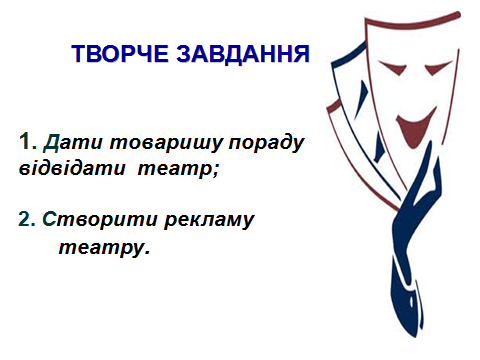 ТВОРЧЕ ЗАВДАННЯ
1. Дати товаришу пораду
відвідати театр;
2. Створити рекламу
театру.